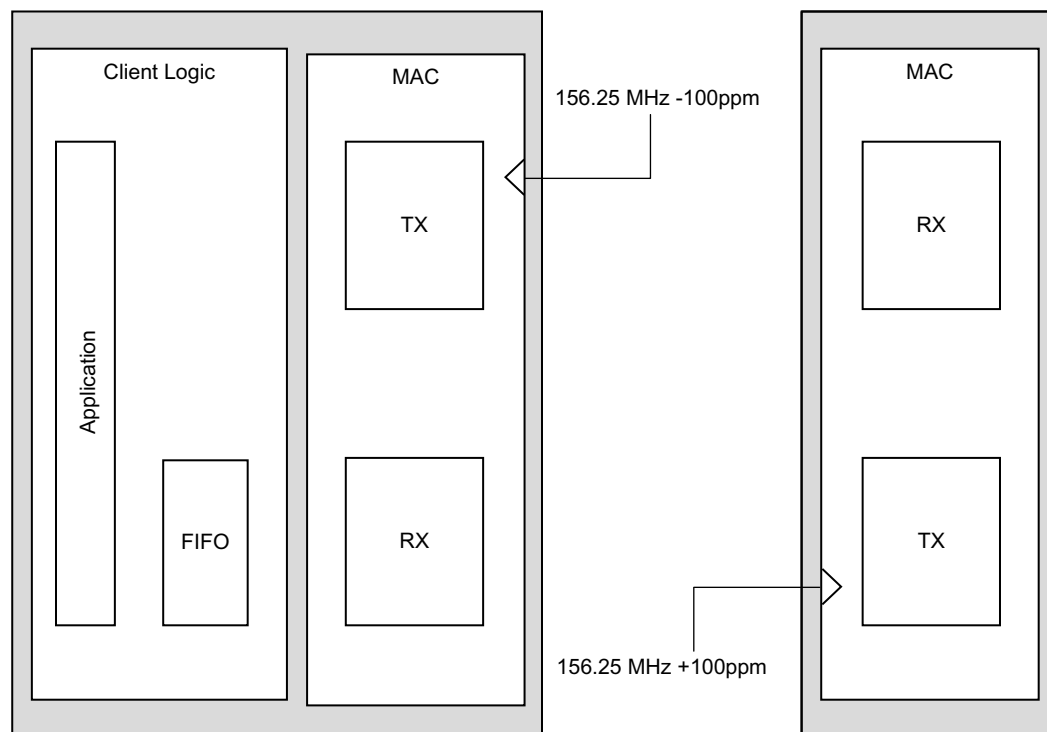 Client Logic
MAC
MAC
156.25 MHz -100ppm
TX
RX
Application
FIFO
RX
TX
156.25 MHz +100ppm